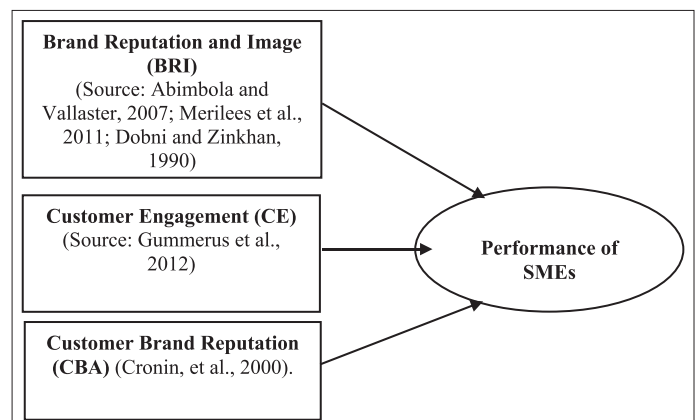 Brand Reputation and Image
(BRI)
(Source: Abimbola and
Vallaster, 2007; Merilees et al.,
2011; Dobni and Zinkhan,
1990)
Customer Engagement (CE)
(Source: Gummerus et al.,
2012)
Customer Brand Reputation
(CBA) (Cronin, et al., 2000).
Performance of
SMEs